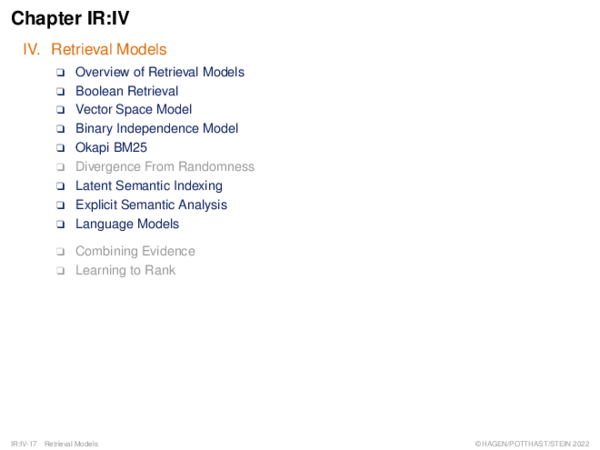 Chapter IR:IV
IV. Retrieval Models
❑ Overview of Retrieval Models
❑ Boolean Retrieval
❑ Vector Space Model
❑ Binary Independence Model
❑ Okapi BM25
❑ Divergence From Randomness
❑ Latent Semantic Indexing
❑ Explicit Semantic Analysis
❑ Language Models
❑ Combining Evidence
❑ Learning to Rank
IR:IV-17 Retrieval Models ©HAGEN/POTTHAST/STEIN 2022